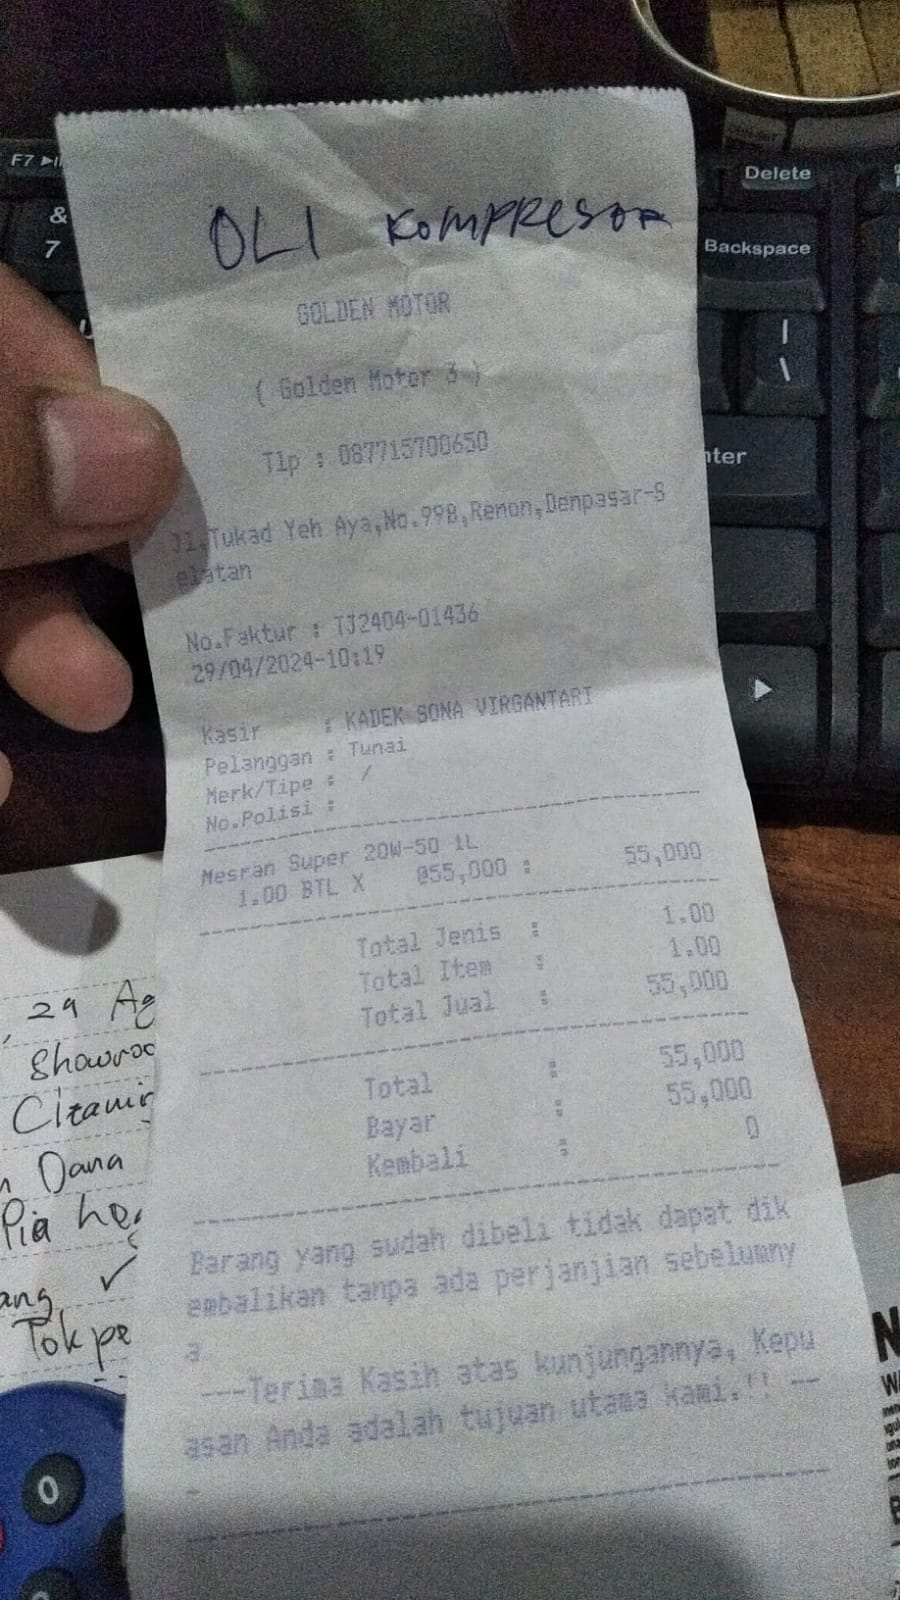 OLI KOMPRESOR
GOLDEN MOTOR
( Golden Motor 3 )
Tlp : 087715700650
Jl.Tukad Yeh Aya,No.99B,Renon,Denpasar-S
elatan
No.Faktur : TJ2404-01436
29/04/2024-10:19
Kasir : KADEK SONA VIRGANTARI
Pelanggan : Tunai
Merk/Tipe : /
No.Polisi :
Mesran Super 20W-50 1L
1.00 BTL X @55,000 : 55,000
Total Jenis : 1.00
Total Item : 1.00
Total Jual : 55,000
Total : 55,000
Bayar : 55,000
Kembali : 0
Barang yang sudah dibeli tidak dapat dik
embalikan tanpa ada perjanjian sebelumny
a
---Terima Kasih atas kunjungannya, Kepu
asan Anda adalah tujuan utama kami.!! --
-
F7
&
7
Delete
Backspace
|
\
nter
, 29 Ag
Showroo
Dana
Pia
ang ✓
Tokpe
0
N